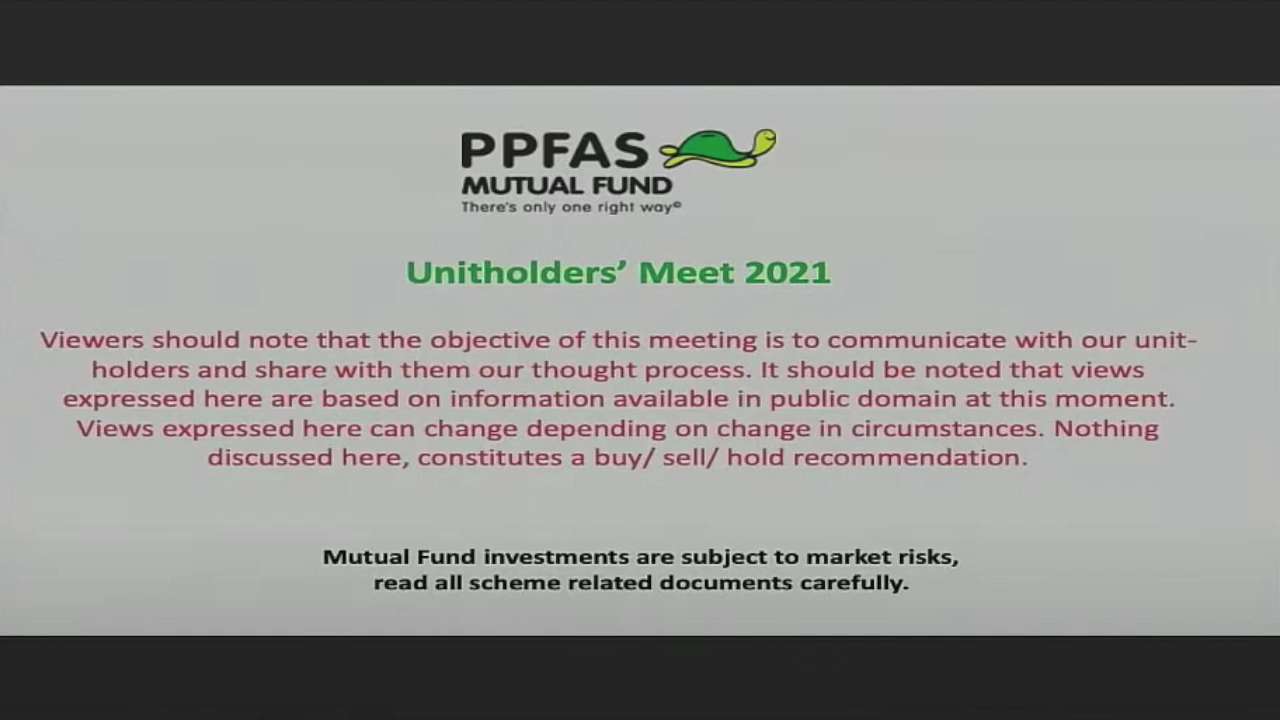 PPFAS
MUTUAL FUND
There's only one right way©
Unitholders’ Meet 2021
Viewers should note that the objective of this meeting is to communicate with our unit-
holders and share with them our thought process. It should be noted that views
expressed here are based on information available in public domain at this moment.
Views expressed here can change depending on change in circumstances. Nothing
discussed here, constitutes a buy/ sell/ hold recommendation.
Mutual Fund investments are subject to market risks,
read all scheme related documents carefully.